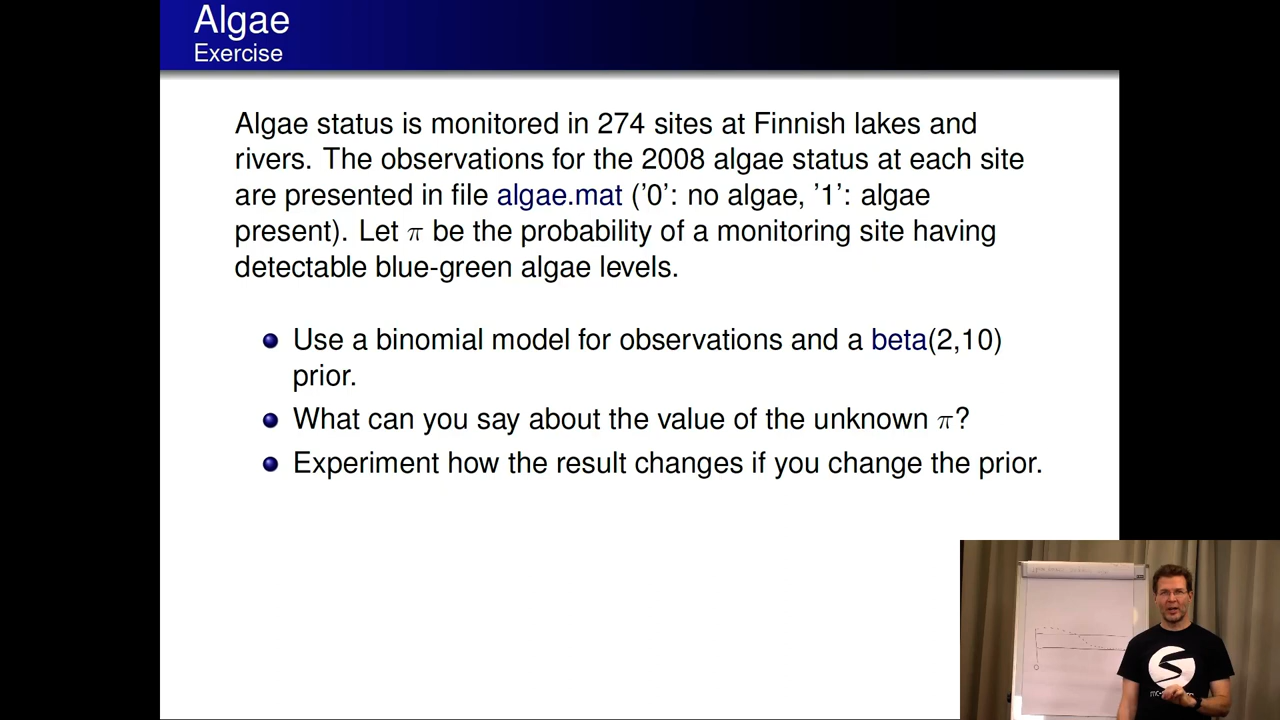 Algae
Exercise
Algae status is monitored in 274 sites at Finnish lakes and
rivers. The observations for the 2008 algae status at each site
are presented in file algae.mat ('0': no algae, '1': algae
present). Let π be the probability of a monitoring site having
detectable blue-green algae levels.
Use a binomial model for observations and a beta(2,10)
prior.
What can you say about the value of the unknown π?
Experiment how the result changes if you change the prior.